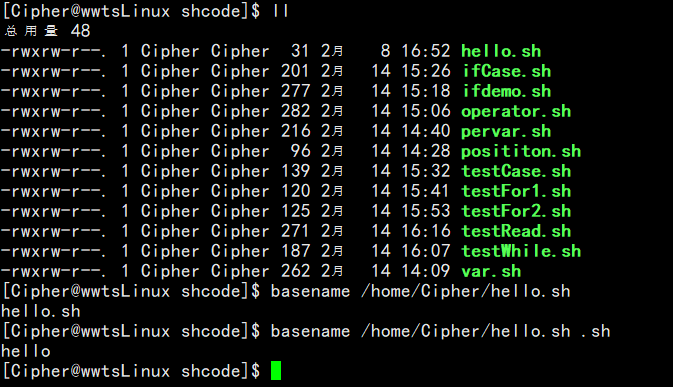 [Cipher@wwtsLinux shcode]$ ll
总用量 48
-rwxrw-r--. 1 Cipher Cipher  31 2月   8 16:52 hello.sh
-rwxrw-r--. 1 Cipher Cipher 201 2月  14 15:26 ifCase.sh
-rwxrw-r--. 1 Cipher Cipher 277 2月  14 15:18 ifdemo.sh
-rwxrw-r--. 1 Cipher Cipher 282 2月  14 15:06 operator.sh
-rwxrw-r--. 1 Cipher Cipher 216 2月  14 14:40 pervar.sh
-rwxrw-r--. 1 Cipher Cipher  96 2月  14 14:28 posititon.sh
-rwxrw-r--. 1 Cipher Cipher 139 2月  14 15:32 testCase.sh
-rwxrw-r--. 1 Cipher Cipher 120 2月  14 15:41 testFor1.sh
-rwxrw-r--. 1 Cipher Cipher 125 2月  14 15:53 testFor2.sh
-rwxrw-r--. 1 Cipher Cipher 271 2月  14 16:16 testRead.sh
-rwxrw-r--. 1 Cipher Cipher 187 2月  14 16:07 testWhile.sh
-rwxrw-r--. 1 Cipher Cipher 262 2月  14 14:09 var.sh
[Cipher@wwtsLinux shcode]$ basename /home/Cipher/hello.sh
hello.sh
[Cipher@wwtsLinux shcode]$ basename /home/Cipher/hello.sh .sh
hello
[Cipher@wwtsLinux shcode]$